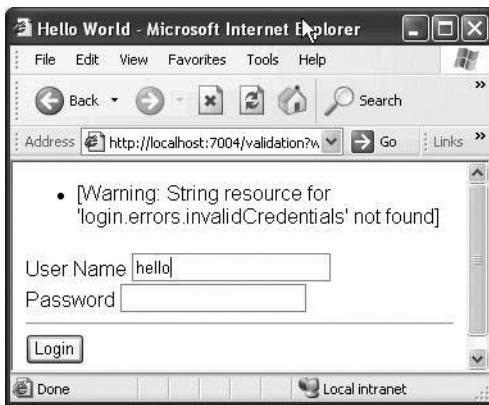 Hello World - Microsoft Internet Explorer
File Edit View Favorites Tools Help
Back Search »
Address http://localhost:7004/validation?w Go Links »
• [Warning: String resource for
'login.errors.invalidCredentials' not found]
User Name hello
Password
Login
Done Local intranet